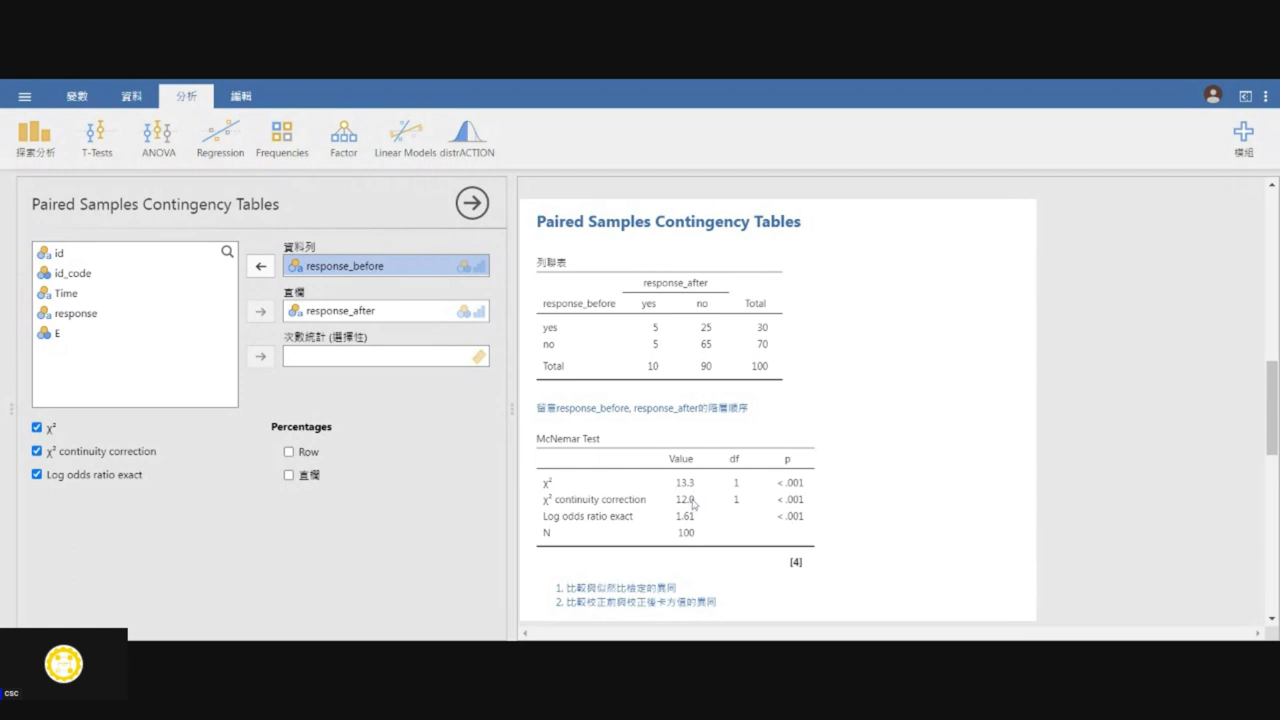 變數 資料 分析 編輯
探索分析 T-Tests ANOVA Regression Frequencies Factor Linear Models distrACTION 模組
Paired Samples Contingency Tables
id
id_code
Time
response
E
資料列
response_before
直欄
response_after
次數統計 (選擇性)
χ²
χ² continuity correction
Log odds ratio exact
Percentages
Row
直欄
Paired Samples Contingency Tables
列聯表
response_after
response_before yes no Total
yes 5 25 30
no 5 65 70
Total 10 90 100
留意response_before, response_after的階層順序
McNemar Test
Value df p
χ² 13.3 1 < .001
χ² continuity correction 12.0 1 < .001
Log odds ratio exact 1.61 < .001
N 100
[4]
1. 比較與似然比檢定的異同
2. 比較校正前與校正後卡方值的異同
csc